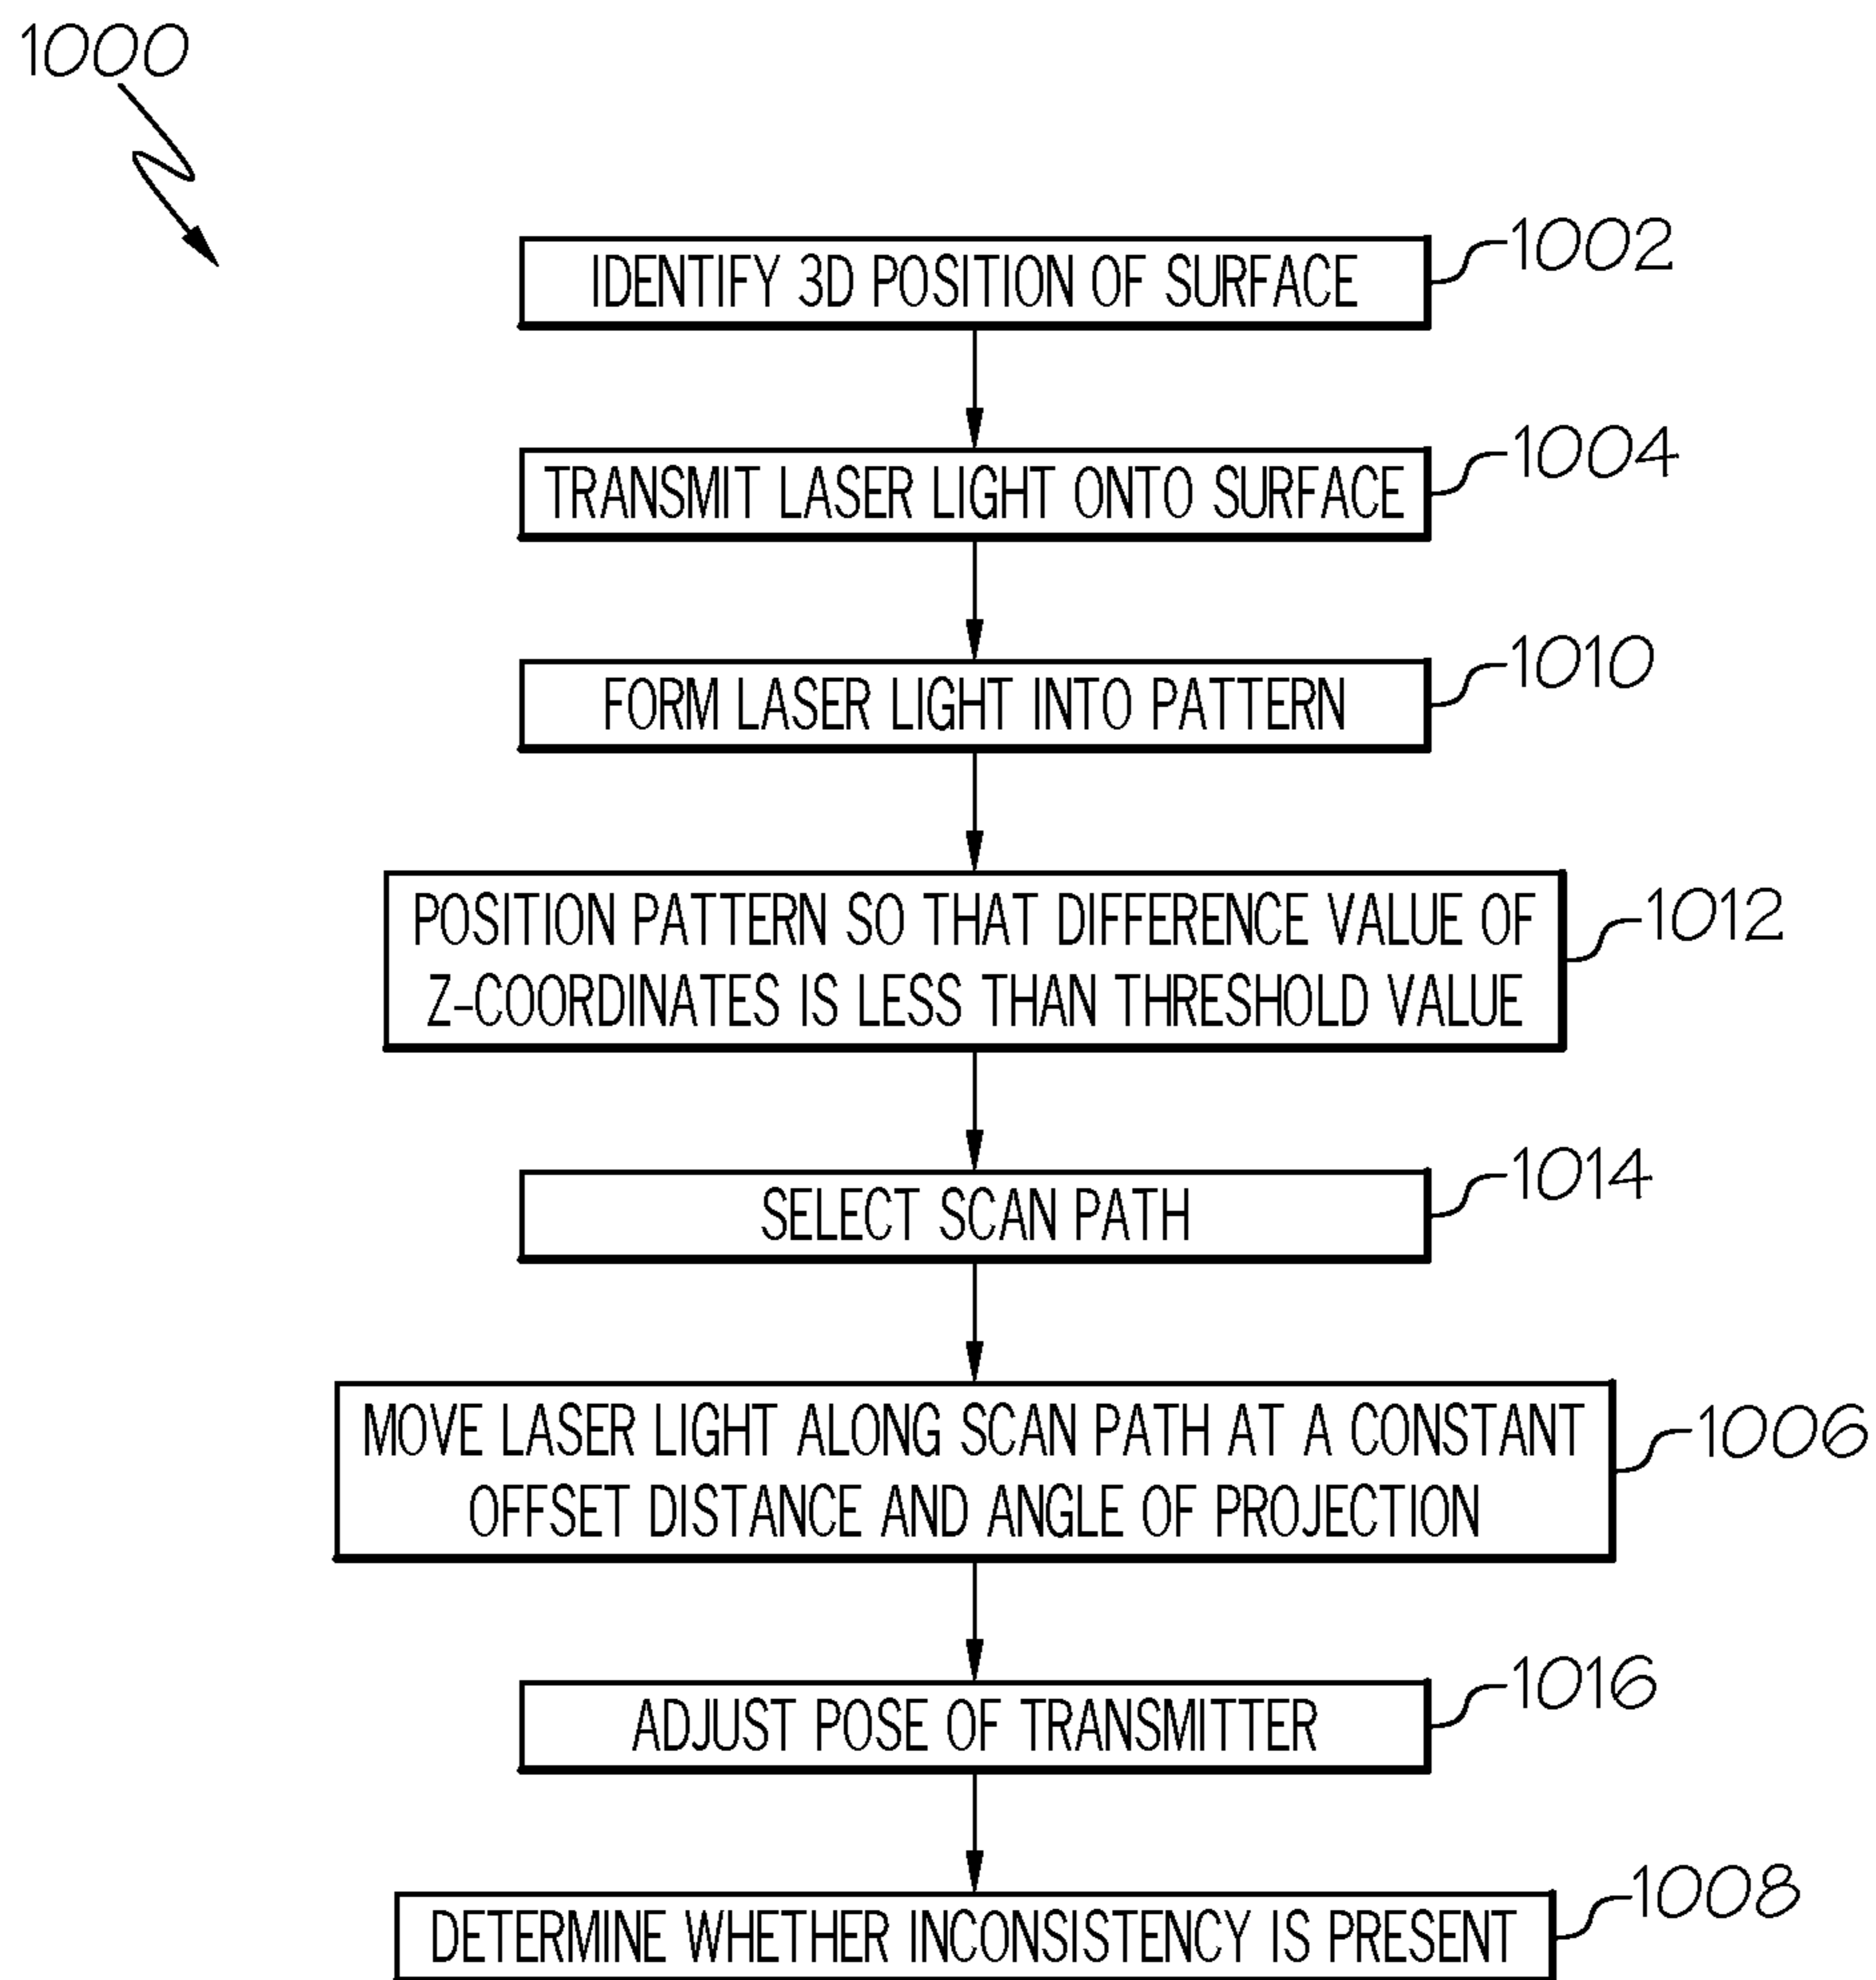 1000
IDENTIFY 3D POSITION OF SURFACE
1002
TRANSMIT LASER LIGHT ONTO SURFACE
1004
FORM LASER LIGHT INTO PATTERN
1010
POSITION PATTERN SO THAT DIFFERENCE VALUE OF
Z-COORDINATES IS LESS THAN THRESHOLD VALUE
1012
SELECT SCAN PATH
1014
MOVE LASER LIGHT ALONG SCAN PATH AT A CONSTANT
OFFSET DISTANCE AND ANGLE OF PROJECTION
1006
ADJUST POSE OF TRANSMITTER
1016
DETERMINE WHETHER INCONSISTENCY IS PRESENT
1008